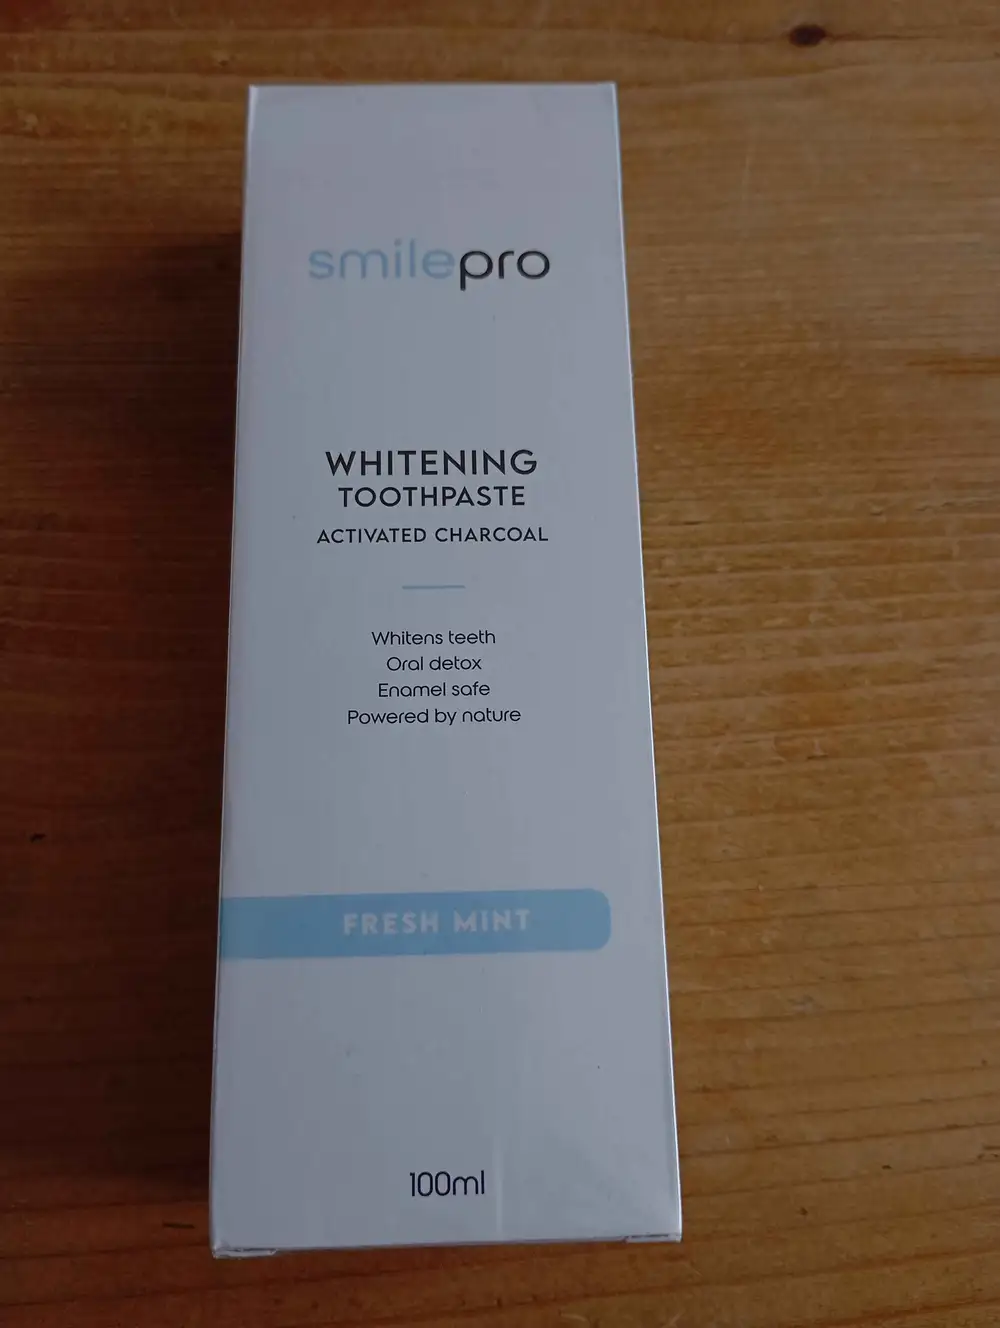 smilepro
WHITENING
TOOTHPASTE
ACTIVATED CHARCOAL
Whitens teeth
Oral detox
Enamel safe
Powered by nature
FRESH MINT
100ml